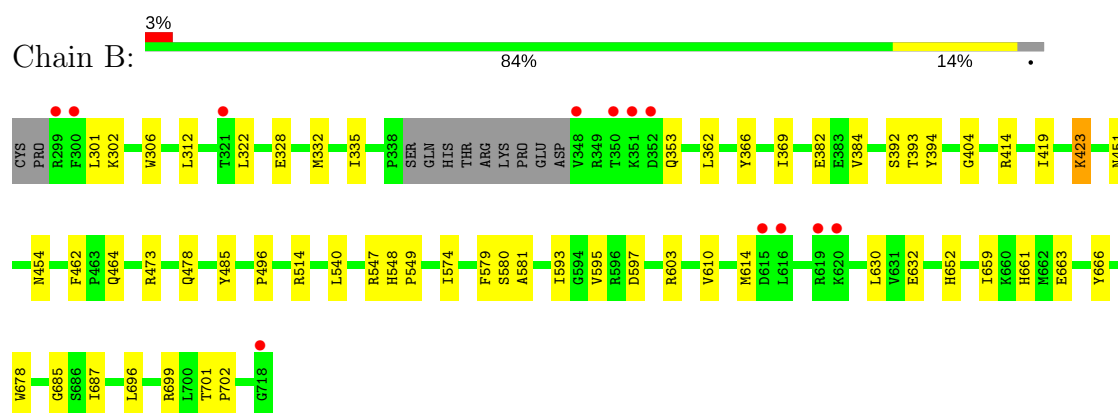 3%
Chain B:
84% 14% •
CYS PRO R299 F300 L301 K302 W306 L312 T321 L322 E328 M332 I335 P338 SER GLN HIS THR ARG LYS PRO GLU ASP V348 R349 T350 K351 D352 Q353 L362 Y366 I369 E382 E383 V384 S392 T393 Y394 G404 R414 I419 K423 N451
N454 F462 P463 Q464 R473 Q478 Y485 P496 R514 L540 R547 H548 P549 I574 F579 S580 A581 I593 G594 V595 R596 D597 R603 V610 M614 D615 L616 R619 K620 L630 V631 E632 H652 I659 K660 H661 M662 E663 Y666
W678 G685 S686 I687 L696 R699 L700 T701 P702 G718